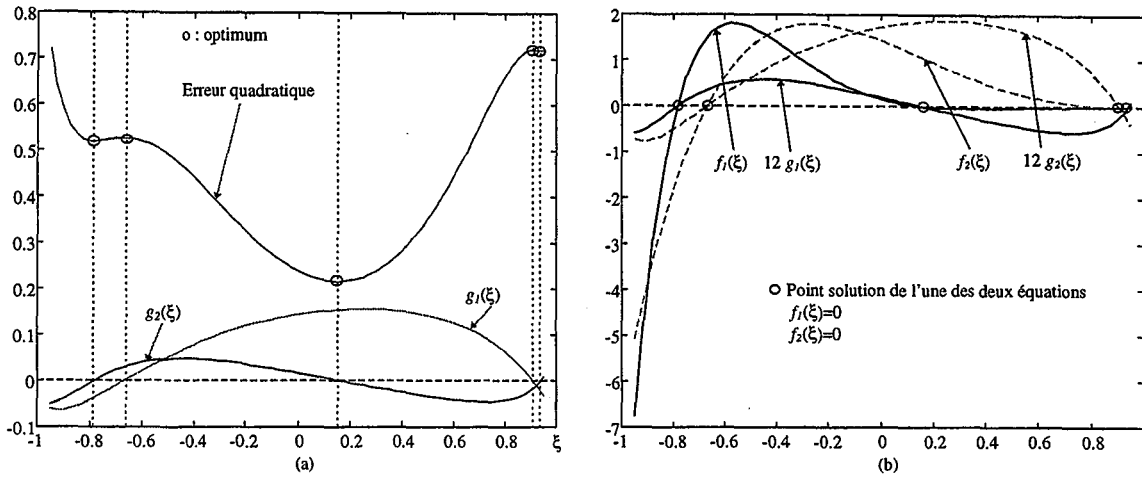 0.8
0.7
0.6
0.5
0.4
0.3
0.2
0.1
0
-0.1
o : optimum
Erreur quadratique
g₂(ξ)
g₁(ξ)
-1 -0.8 -0.6 -0.4 -0.2 0 0.2 0.4 0.6 0.8 ξ
(a)
2
1
0
-1
-2
-3
-4
-5
-6
-7
f₁(ξ) 12 g₁(ξ) f₂(ξ) 12 g₂(ξ)
Point solution de l'une des deux équations
f₁(ξ)=0
f₂(ξ)=0
-1 -0.8 -0.6 -0.4 -0.2 0 0.2 0.4 0.6 0.8
(b)